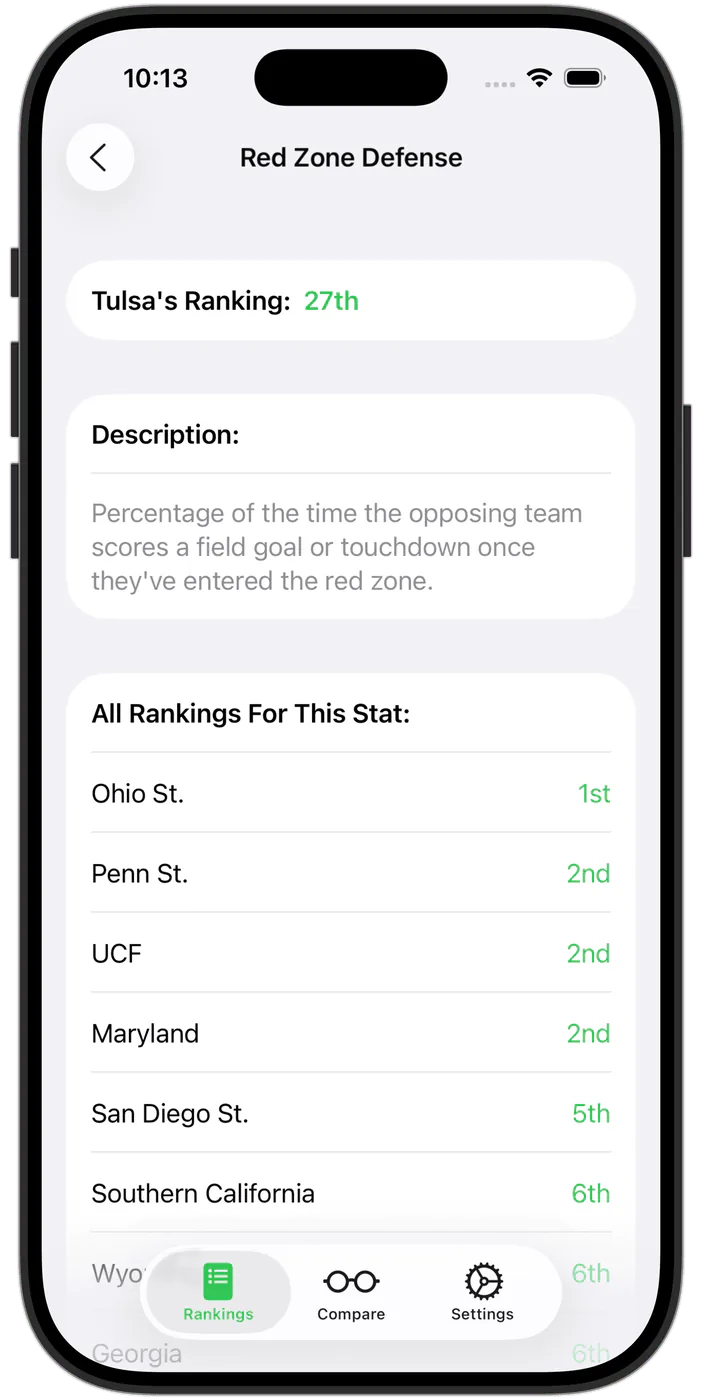 10:13
Red Zone Defense
Tulsa's Ranking: 27th
Description:
Percentage of the time the opposing team
scores a field goal or touchdown once
they've entered the red zone.
All Rankings For This Stat:
Ohio St. 1st
Penn St. 2nd
UCF 2nd
Maryland 2nd
San Diego St. 5th
Southern California 6th
6th
Rankings Compare Settings
Georgia 6th